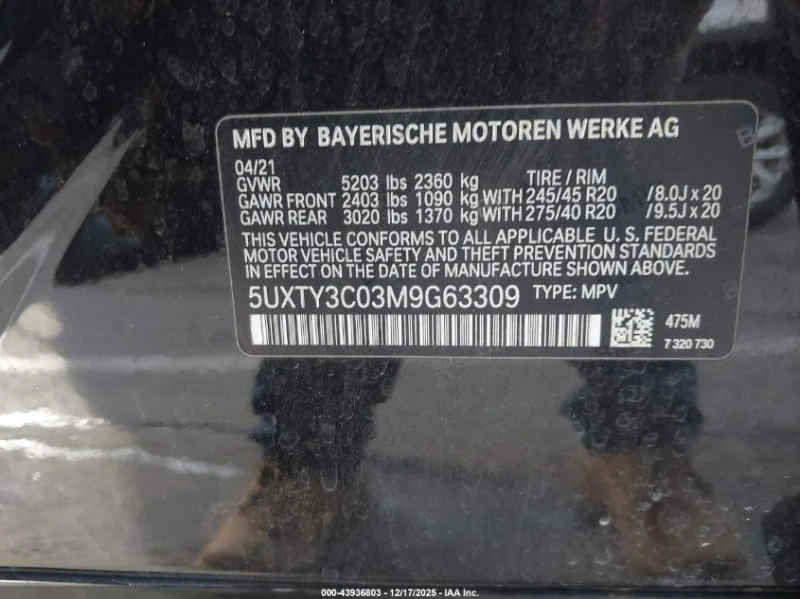 MFD BY BAYERISCHE MOTOREN WERKE AG
04/21 TIRE / RIM
GVWR 5203 lbs 2360 kg
GAWR FRONT 2403 lbs 1090 kg WITH 245/45 R20 /8.0J x 20
GAWR REAR 3020 lbs 1370 kg WITH 275/40 R20 /9.5J x 20
THIS VEHICLE CONFORMS TO ALL APPLICABLE U. S. FEDERAL
MOTOR VEHICLE SAFETY AND THEFT PREVENTION STANDARDS
IN EFFECT ON THE DATE OF MANUFACTURE SHOWN ABOVE.
5UXTY3C03M9G63309 TYPE: MPV
475M
7 320 730
000-43936803 - 12/17/2025 - IAA Inc.